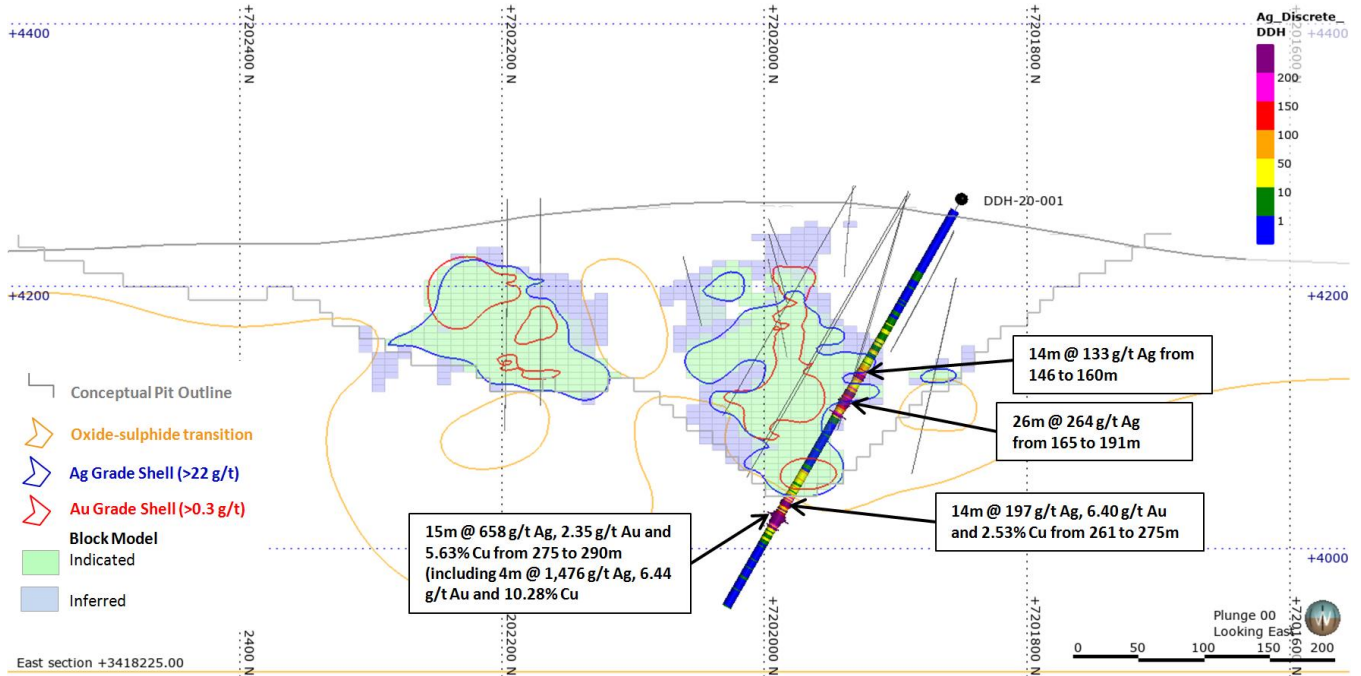 +7202400 N
+7202200 N
+7202000 N
+7201800 N
+7201600 N
Ag_Discrete_
DDH
+4400
+4400
200
150
100
50
10
1
DDH-20-001
+4200
+4200
14m @ 133 g/t Ag from
146 to 160m
26m @ 264 g/t Ag
from 165 to 191m
14m @ 197 g/t Ag, 6.40 g/t Au
and 2.53% Cu from 261 to 275m
15m @ 658 g/t Ag, 2.35 g/t Au and
5.63% Cu from 275 to 290m
(including 4m @ 1,476 g/t Ag, 6.44
g/t Au and 10.28% Cu
Conceptual Pit Outline
Oxide-sulphide transition
Ag Grade Shell (>22 g/t)
Au Grade Shell (>0.3 g/t)
Block Model
Indicated
Inferred
+4000
2400 N
+7202200 N
+7202000 N
+7201800 N
+7201600 N
Plunge 00
Looking East
0 50 100 150 200
East section +3418225.00